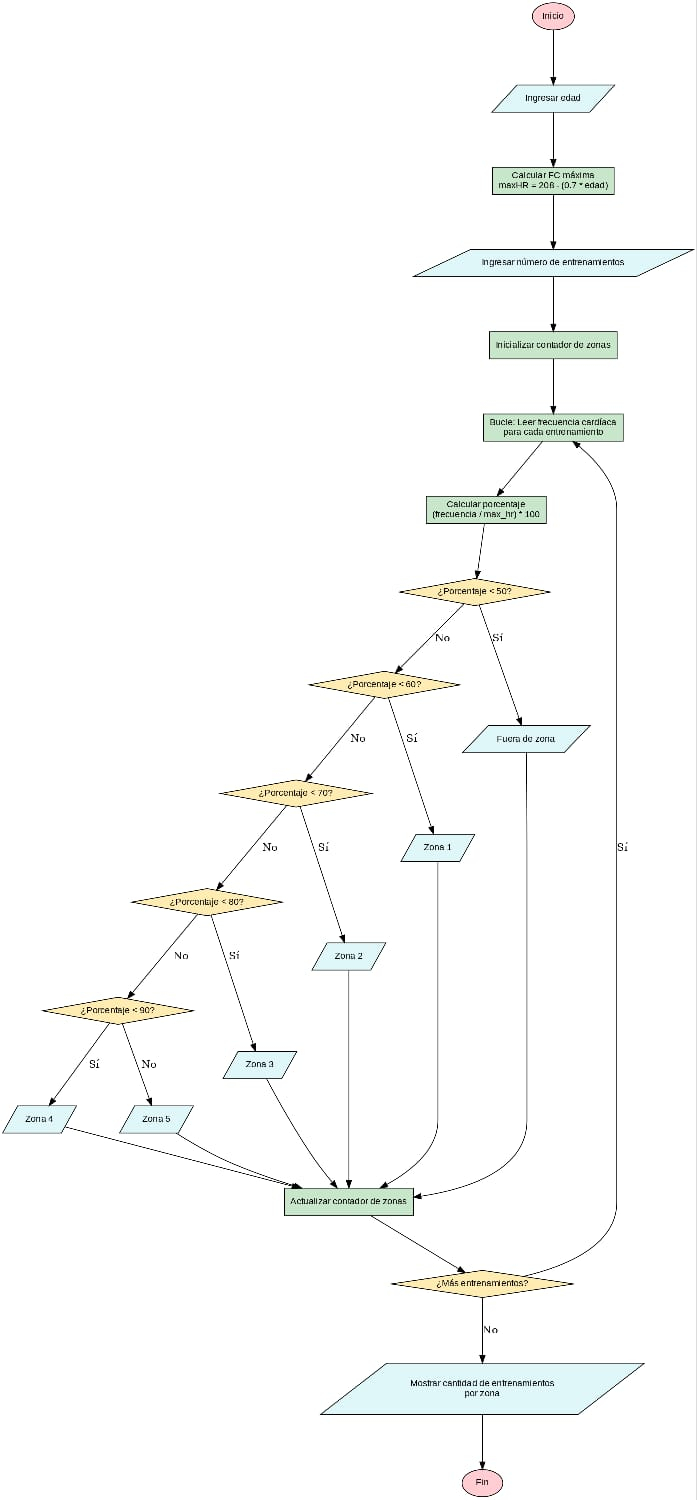 Inicio
Ingresar edad
Calcular FC máxima
maxHR = 208 - (0.7 * edad)
Ingresar número de entrenamientos
Inicializar contador de zonas
Bucle: Leer frecuencia cardíaca
para cada entrenamiento
Calcular porcentaje
(frecuencia / max_hr) * 100
¿Porcentaje < 50?
No
Sí
¿Porcentaje < 60?
No
Sí
Fuera de zona
¿Porcentaje < 70?
No
Sí
Zona 1
Sí
¿Porcentaje < 80?
No
Sí
Zona 2
¿Porcentaje < 90?
Sí
No
Zona 3
Zona 4
Zona 5
Actualizar contador de zonas
¿Más entrenamientos?
No
Mostrar cantidad de entrenamientos
por zona
Fin